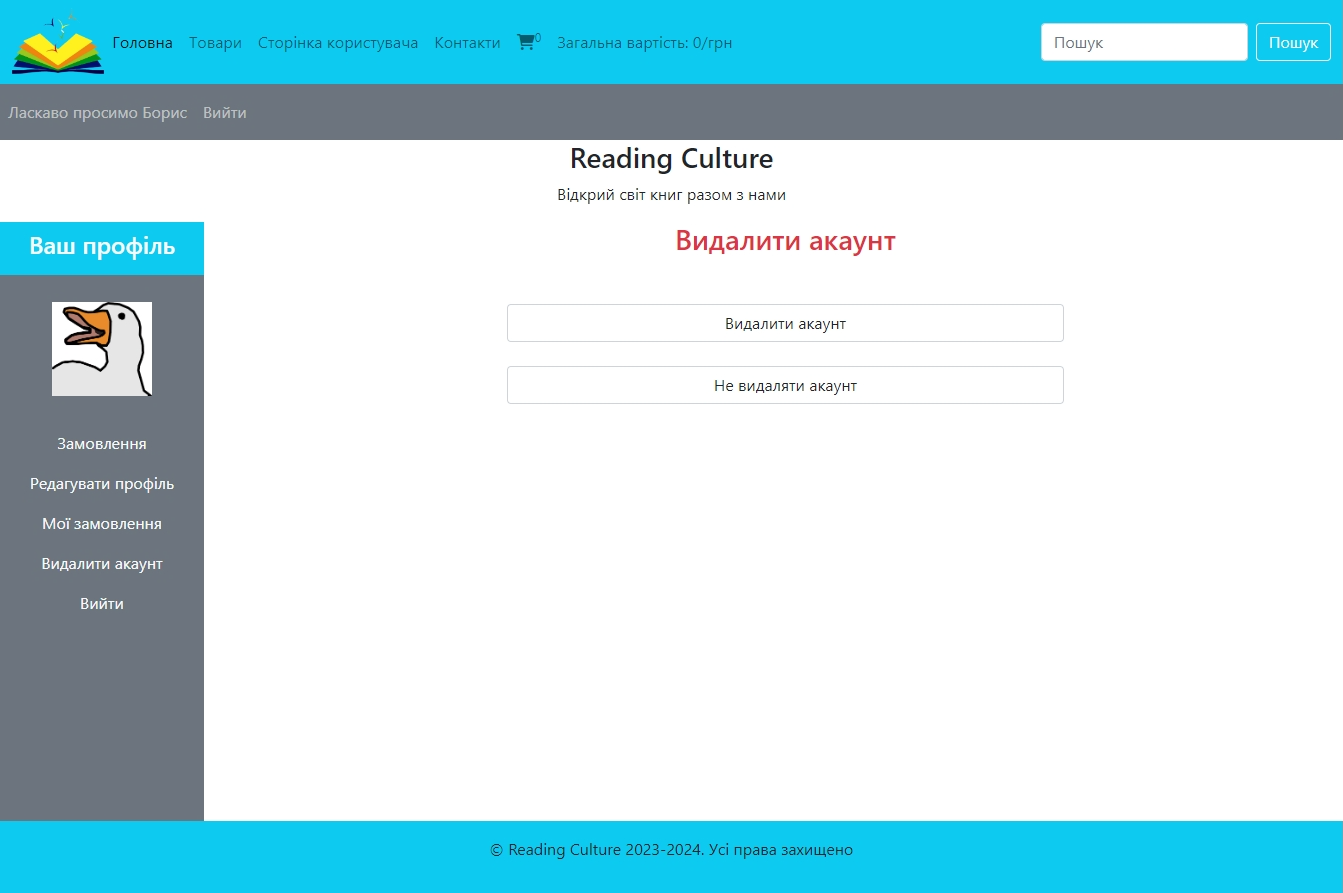 Головна Товари Сторінка користувача Контакти 0 Загальна вартість: 0/грн Пошук Пошук
Ласкаво просимо Борис Вийти
Reading Culture
Відкрий світ книг разом з нами
Ваш профіль
Замовлення
Редагувати профіль
Мої замовлення
Видалити акаунт
Вийти
Видалити акаунт
Видалити акаунт
Не видаляти акаунт
© Reading Culture 2023-2024. Усі права захищено